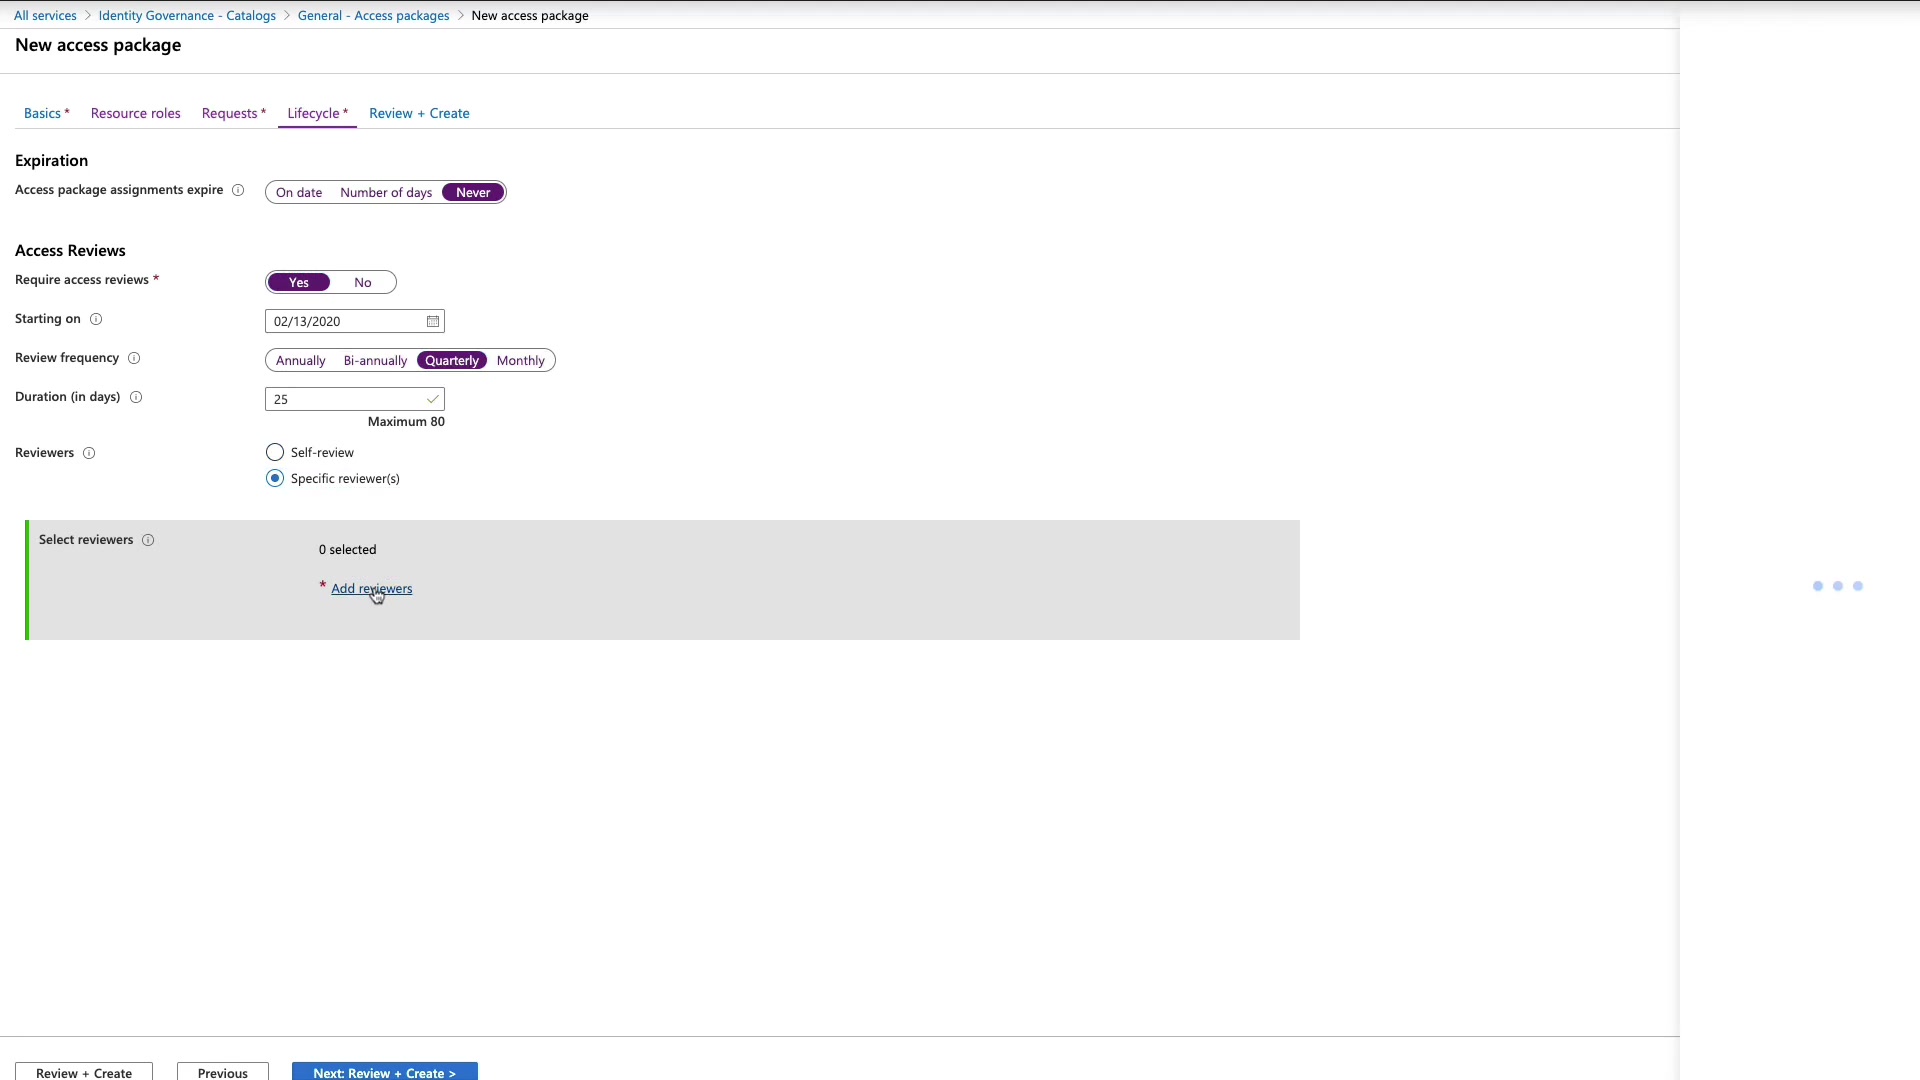 All services > Identity Governance - Catalogs > General - Access packages > New access package
New access package
Basics * Resource roles Requests * Lifecycle * Review + Create
Expiration
Access package assignments expire On date Number of days Never
Access Reviews
Require access reviews * Yes No
Starting on 02/13/2020
Review frequency Annually Bi-annually Quarterly Monthly
Duration (in days) 25
Maximum 80
Reviewers Self-review
Specific reviewer(s)
Select reviewers
0 selected
* Add reviewers
Review + Create Previous Next: Review + Create >